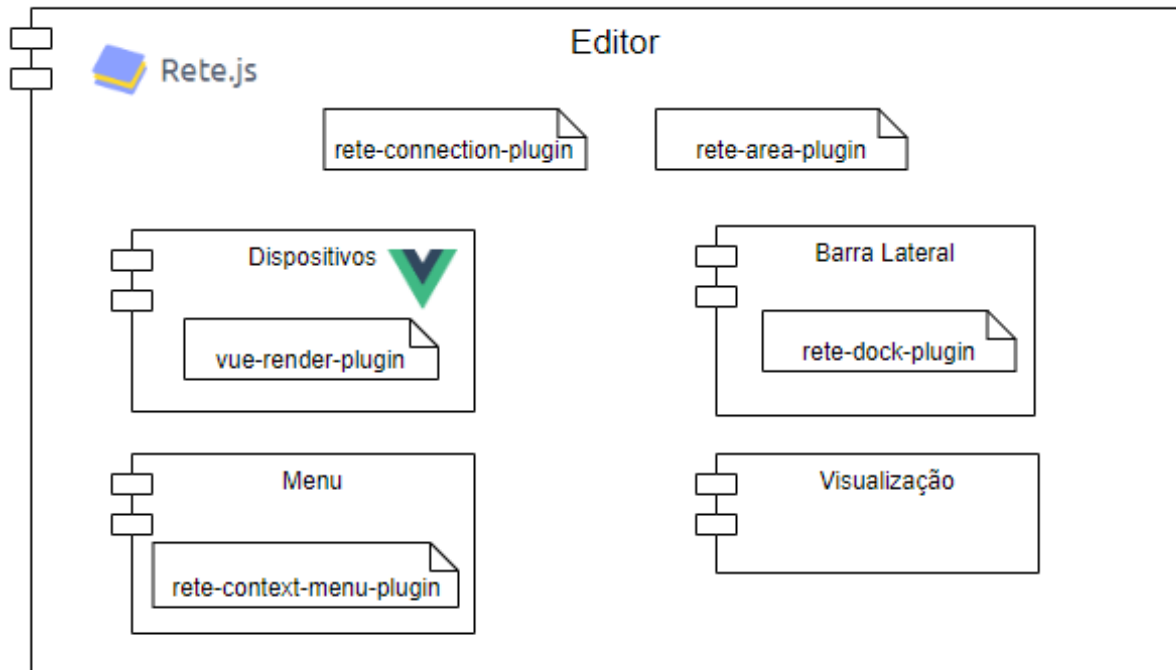 Editor
Rete.js
rete-connection-plugin
rete-area-plugin
Dispositivos
Barra Lateral
vue-render-plugin
rete-dock-plugin
Menu
Visualização
rete-context-menu-plugin